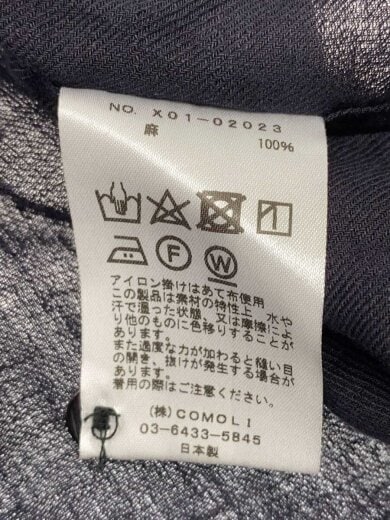 NO. X01-02023
麻 100%
F W
アイロン掛けはあて布使用
この製品は素材の特性上、水や
汗で湿った状態、又は摩擦によ
り他のものに色移りすることが
あります。
また過度な力が加わると縫い目
の開き、抜けが発生する場合が
あります。
着用の際はご注意ください。
(株)COMOLI
03-6433-5845
日本製